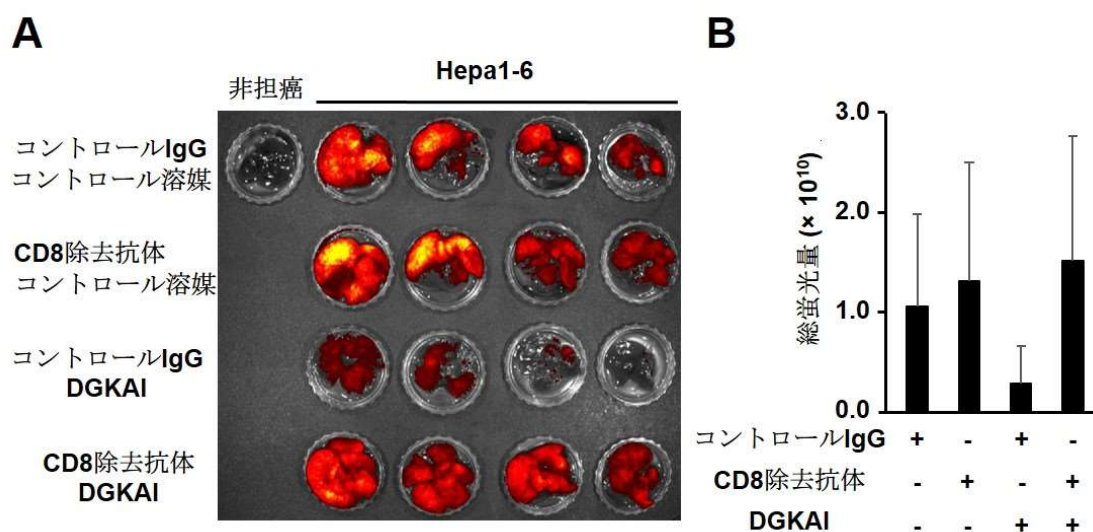 A
非担癌
Hepa1-6
コントロールIgG
コントロール溶媒
CD8除去抗体
コントロール溶媒
コントロールIgG
DGKAI
CD8除去抗体
DGKAI
B
総蛍光量 (× 10¹⁰)
3.0
2.0
1.0
0.0
コントロールIgG + - + -
CD8除去抗体 - + - +
DGKAI - - + +